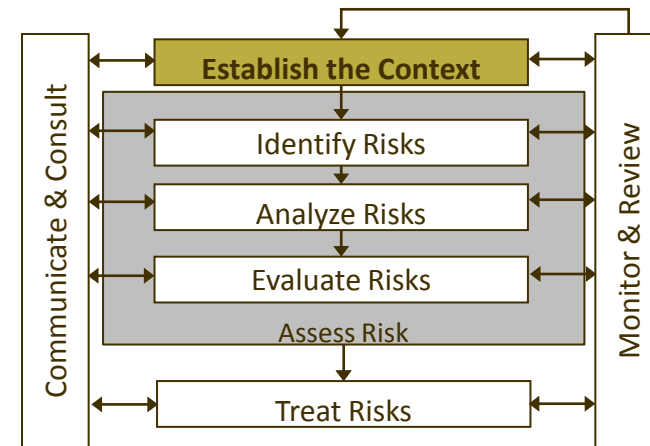 Establish the Context
Communicate & Consult
Identify Risks
Analyze Risks
Evaluate Risks
Assess Risk
Treat Risks
Monitor & Review